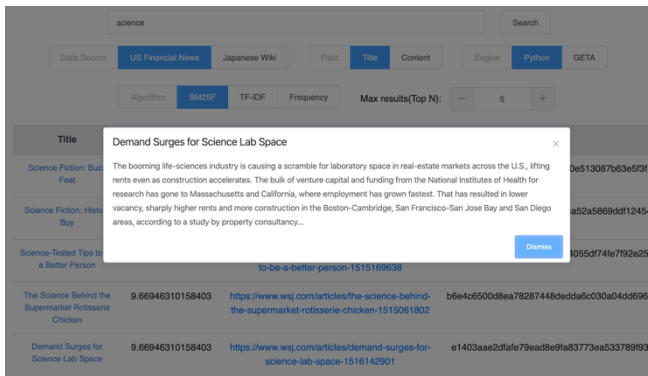 science
Search
Data Source
US Financial News
Japanese Wiki
Field
Title
Content
Engine
Python
GETA
Algorithm
BM25F
TF-IDF
Frequency
Max results(Top N):
5
Title
Demand Surges for Science Lab Space
The booming life-sciences industry is causing a scramble for laboratory space in real-estate markets across the U.S., lifting
rents even as construction accelerates. The bulk of venture capital and funding from the National Institutes of Health for
research has gone to Massachusetts and California, where employment has grown fastest. That has resulted in lower
vacancy, sharply higher rents and more construction in the Boston-Cambridge, San Francisco-San Jose Bay and San Diego
areas, according to a study by property consultancy...
Dismiss
Science Fiction:
Feat
Science Fiction:
Boy
Science-Tested Tips to
a Better Person
to-be-a-better-person-1515169638
The Science Behind the
Supermarket Rotisserie
Chicken
9.66946310158403
https://www.wsj.com/articles/the-science-behind-
the-supermarket-rotisserie-chicken-1515061802
b6e4c6500d8ea78287448dedda6c030a04dd696
Demand Surges for
Science Lab Space
9.66946310158403
https://www.wsj.com/articles/demand-surges-for-
science-lab-space-1516142901
e1403aae2dfafe79ead8e9fa83773ea533789f93